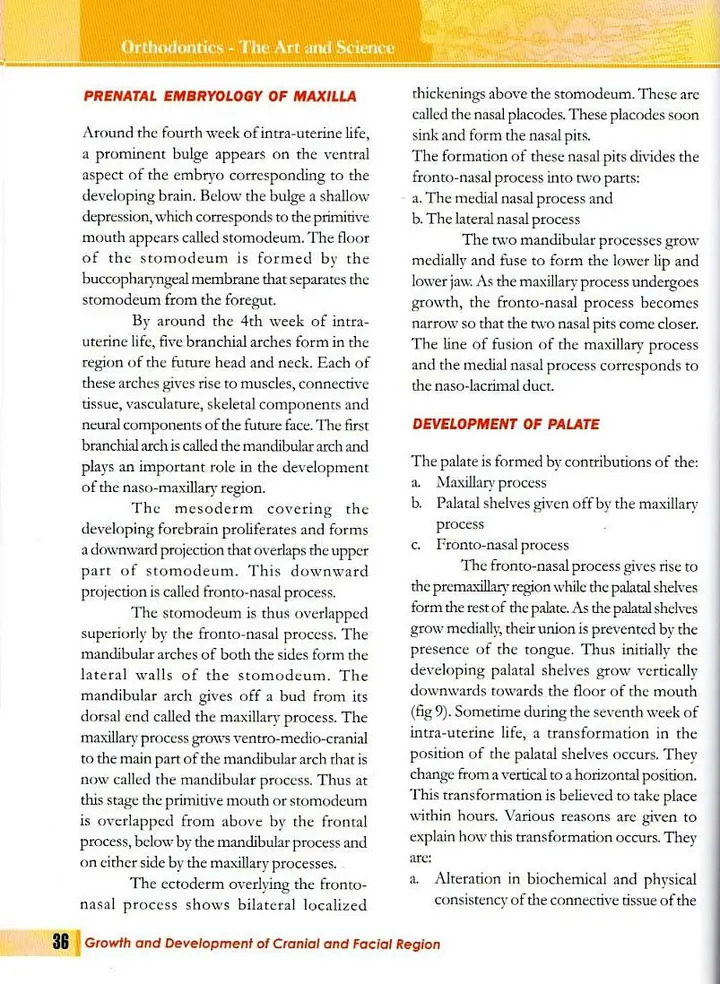 Orthodontics - The Art and Science
PRENATAL EMBRYOLOGY OF MAXILLA
Around the fourth week of intra-uterine life,
a prominent bulge appears on the ventral
aspect of the embryo corresponding to the
developing brain. Below the bulge a shallow
depression, which corresponds to the primitive
mouth appears called stomodeum. The floor
of the stomodeum is formed by the
buccopharyngeal membrane that separates the
stomodeum from the foregut.
By around the 4th week of intra-
uterine life, five branchial arches form in the
region of the future head and neck. Each of
these arches gives rise to muscles, connective
tissue, vasculature, skeletal components and
neural components of the future face. The first
branchial arch is called the mandibular arch and
plays an important role in the development
of the naso-maxillary region.
The mesoderm covering the
developing forebrain proliferates and forms
a downward projection that overlaps the upper
part of stomodeum. This downward
projection is called fronto-nasal process.
The stomodeum is thus overlapped
superiorly by the fronto-nasal process. The
mandibular arches of both the sides form the
lateral walls of the stomodeum. The
mandibular arch gives off a bud from its
dorsal end called the maxillary process. The
maxillary process grows ventro-medio-cranial
to the main part of the mandibular arch that is
now called the mandibular process. Thus at
this stage the primitive mouth or stomodeum
is overlapped from above by the frontal
process, below by the mandibular process and
on either side by the maxillary processes.
The ectoderm overlying the fronto-
nasal process shows bilateral localized
thickenings above the stomodeum. These are
called the nasal placodes. These placodes soon
sink and form the nasal pits.
The formation of these nasal pits divides the
fronto-nasal process into two parts:
a. The medial nasal process and
b. The lateral nasal process
The two mandibular processes grow
medially and fuse to form the lower lip and
lower jaw. As the maxillary process undergoes
growth, the fronto-nasal process becomes
narrow so that the two nasal pits come closer.
The line of fusion of the maxillary process
and the medial nasal process corresponds to
the naso-lacrimal duct.
DEVELOPMENT OF PALATE
The palate is formed by contributions of the:
a. Maxillary process
b. Palatal shelves given off by the maxillary
process
c. Fronto-nasal process
The fronto-nasal process gives rise to
the premaxillary region while the palatal shelves
form the rest of the palate. As the palatal shelves
grow medially, their union is prevented by the
presence of the tongue. Thus initially the
developing palatal shelves grow vertically
downwards towards the floor of the mouth
(fig 9). Sometime during the seventh week of
intra-uterine life, a transformation in the
position of the palatal shelves occurs. They
change from a vertical to a horizontal position.
This transformation is believed to take place
within hours. Various reasons are given to
explain how this transformation occurs. They
are:
a. Alteration in biochemical and physical
consistency of the connective tissue of the
36 Growth and Development of Cranial and Facial Region